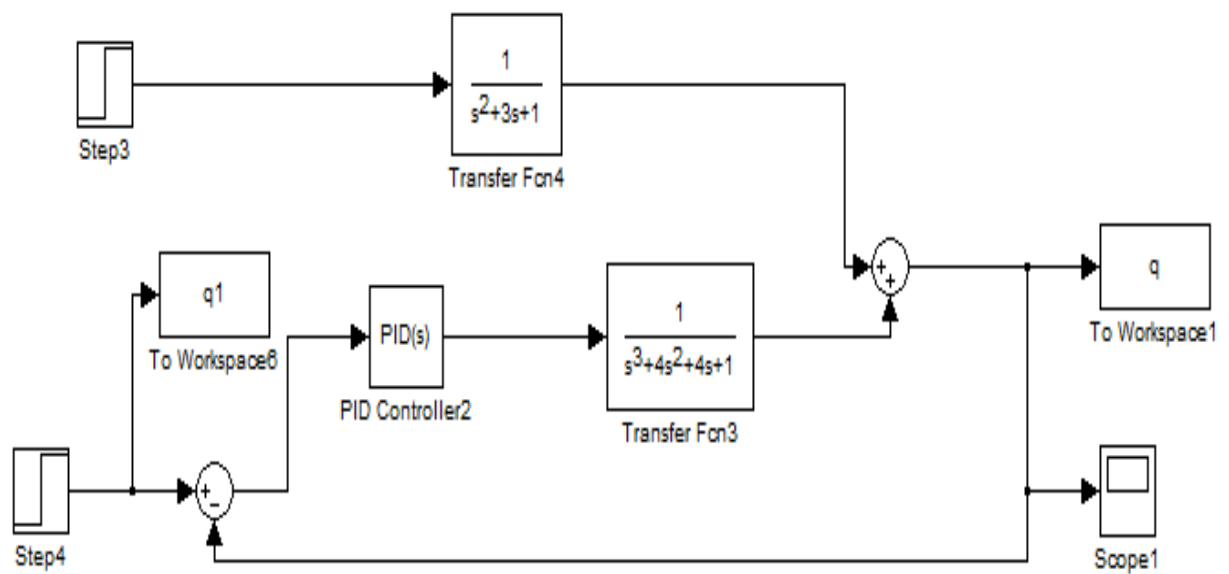 Step3
1
s2+3s+1
Transfer Fcn4
q1
To Workspace6
PID(s)
PID Controller2
1
s3+4s2+4s+1
Transfer Fcn3
+
+
q
To Workspace1
Step4
+
−
Scope1